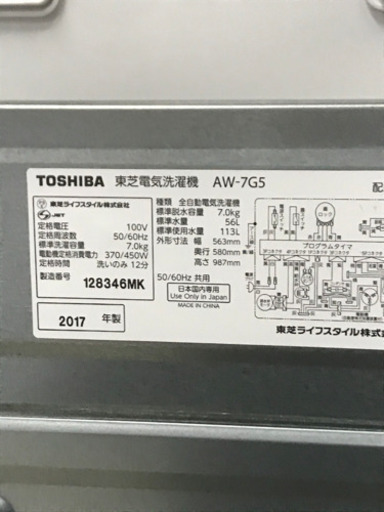 TOSHIBA 東芝電気洗濯機 AW-7G5
東芝ライフスタイル株式会社
JET
定格電圧 100V
定格周波数 50/60Hz
定格洗濯容量 7.0kg
電動機定格消費電力 370/450W
定格時間 洗いのみ 12分
製造番号 128346MK
2017 年製
種類 全自動電気洗濯機
標準脱水容量 7.0kg
標準水量 56L
標準使用水量 113L
外形寸法 幅 563mm
奥行 580mm
高さ 987mm
50/60Hz 共用
日本国内専用
Use Only in Japan
MADE IN CHINA
配
プログラムタイマ
東芝ライフスタイル株式